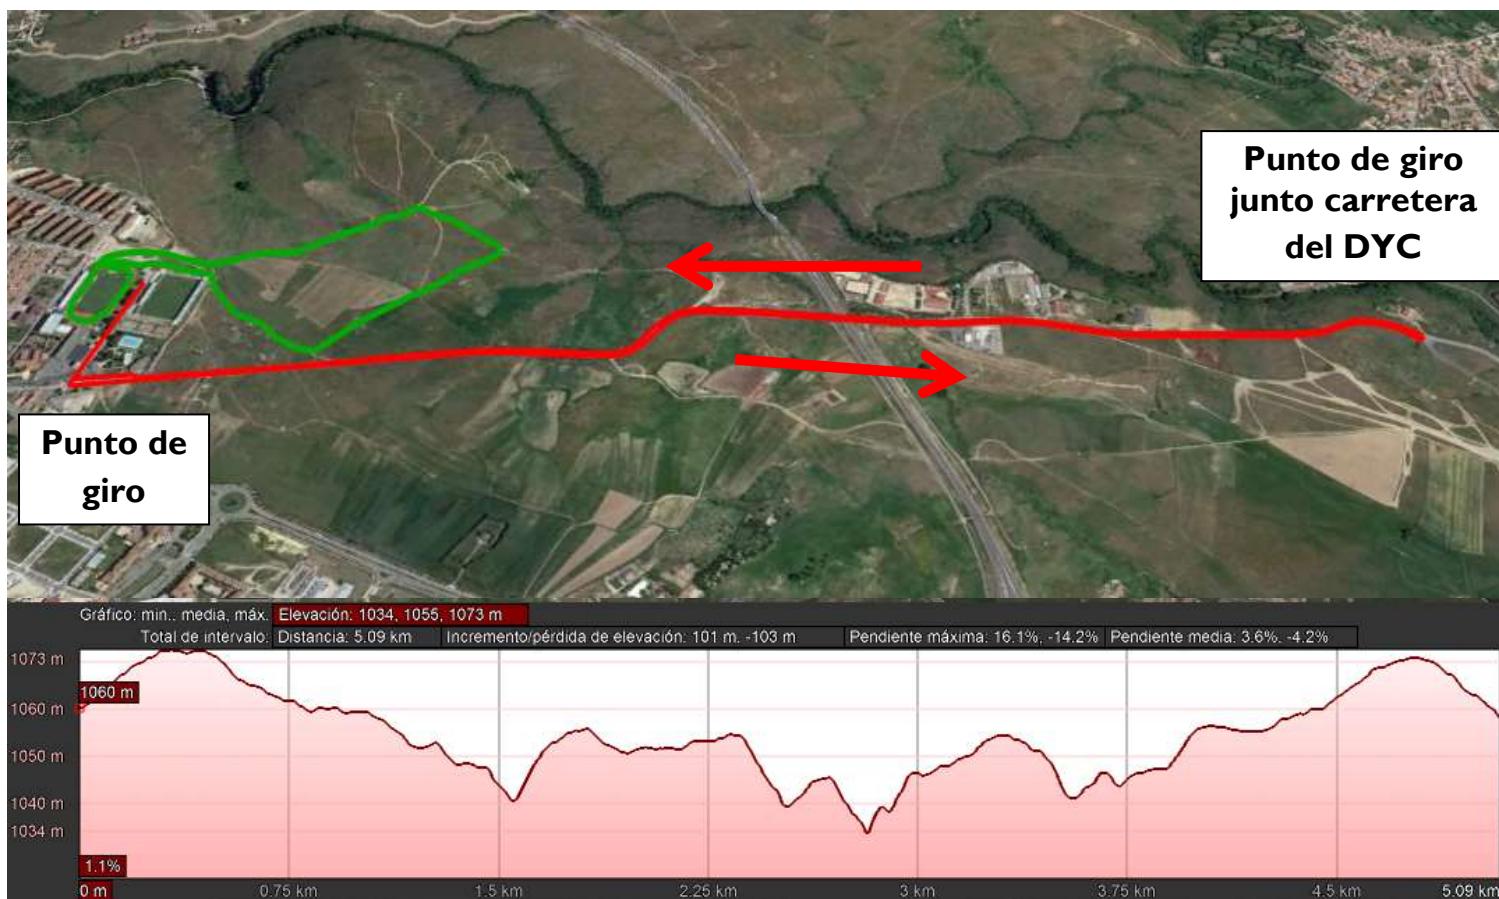 Punto de giro
junto carretera
del DYC
Punto de
giro
Gráfico: min.. media, máx. Elevación: 1034, 1055, 1073 m
Total de intervalo: Distancia: 5.09 km Incremento/pérdida de elevación: 101 m. -103 m Pendiente máxima: 16.1%, -14.2% Pendiente media: 3.6%. -4.2%
1073 m
1060 m
1060 m
1050 m
1040 m
1034 m
1.1%
0 m 0.75 km 1.5 km 2.25 km 3 km 3.75 km 4.5 km 5.09 km